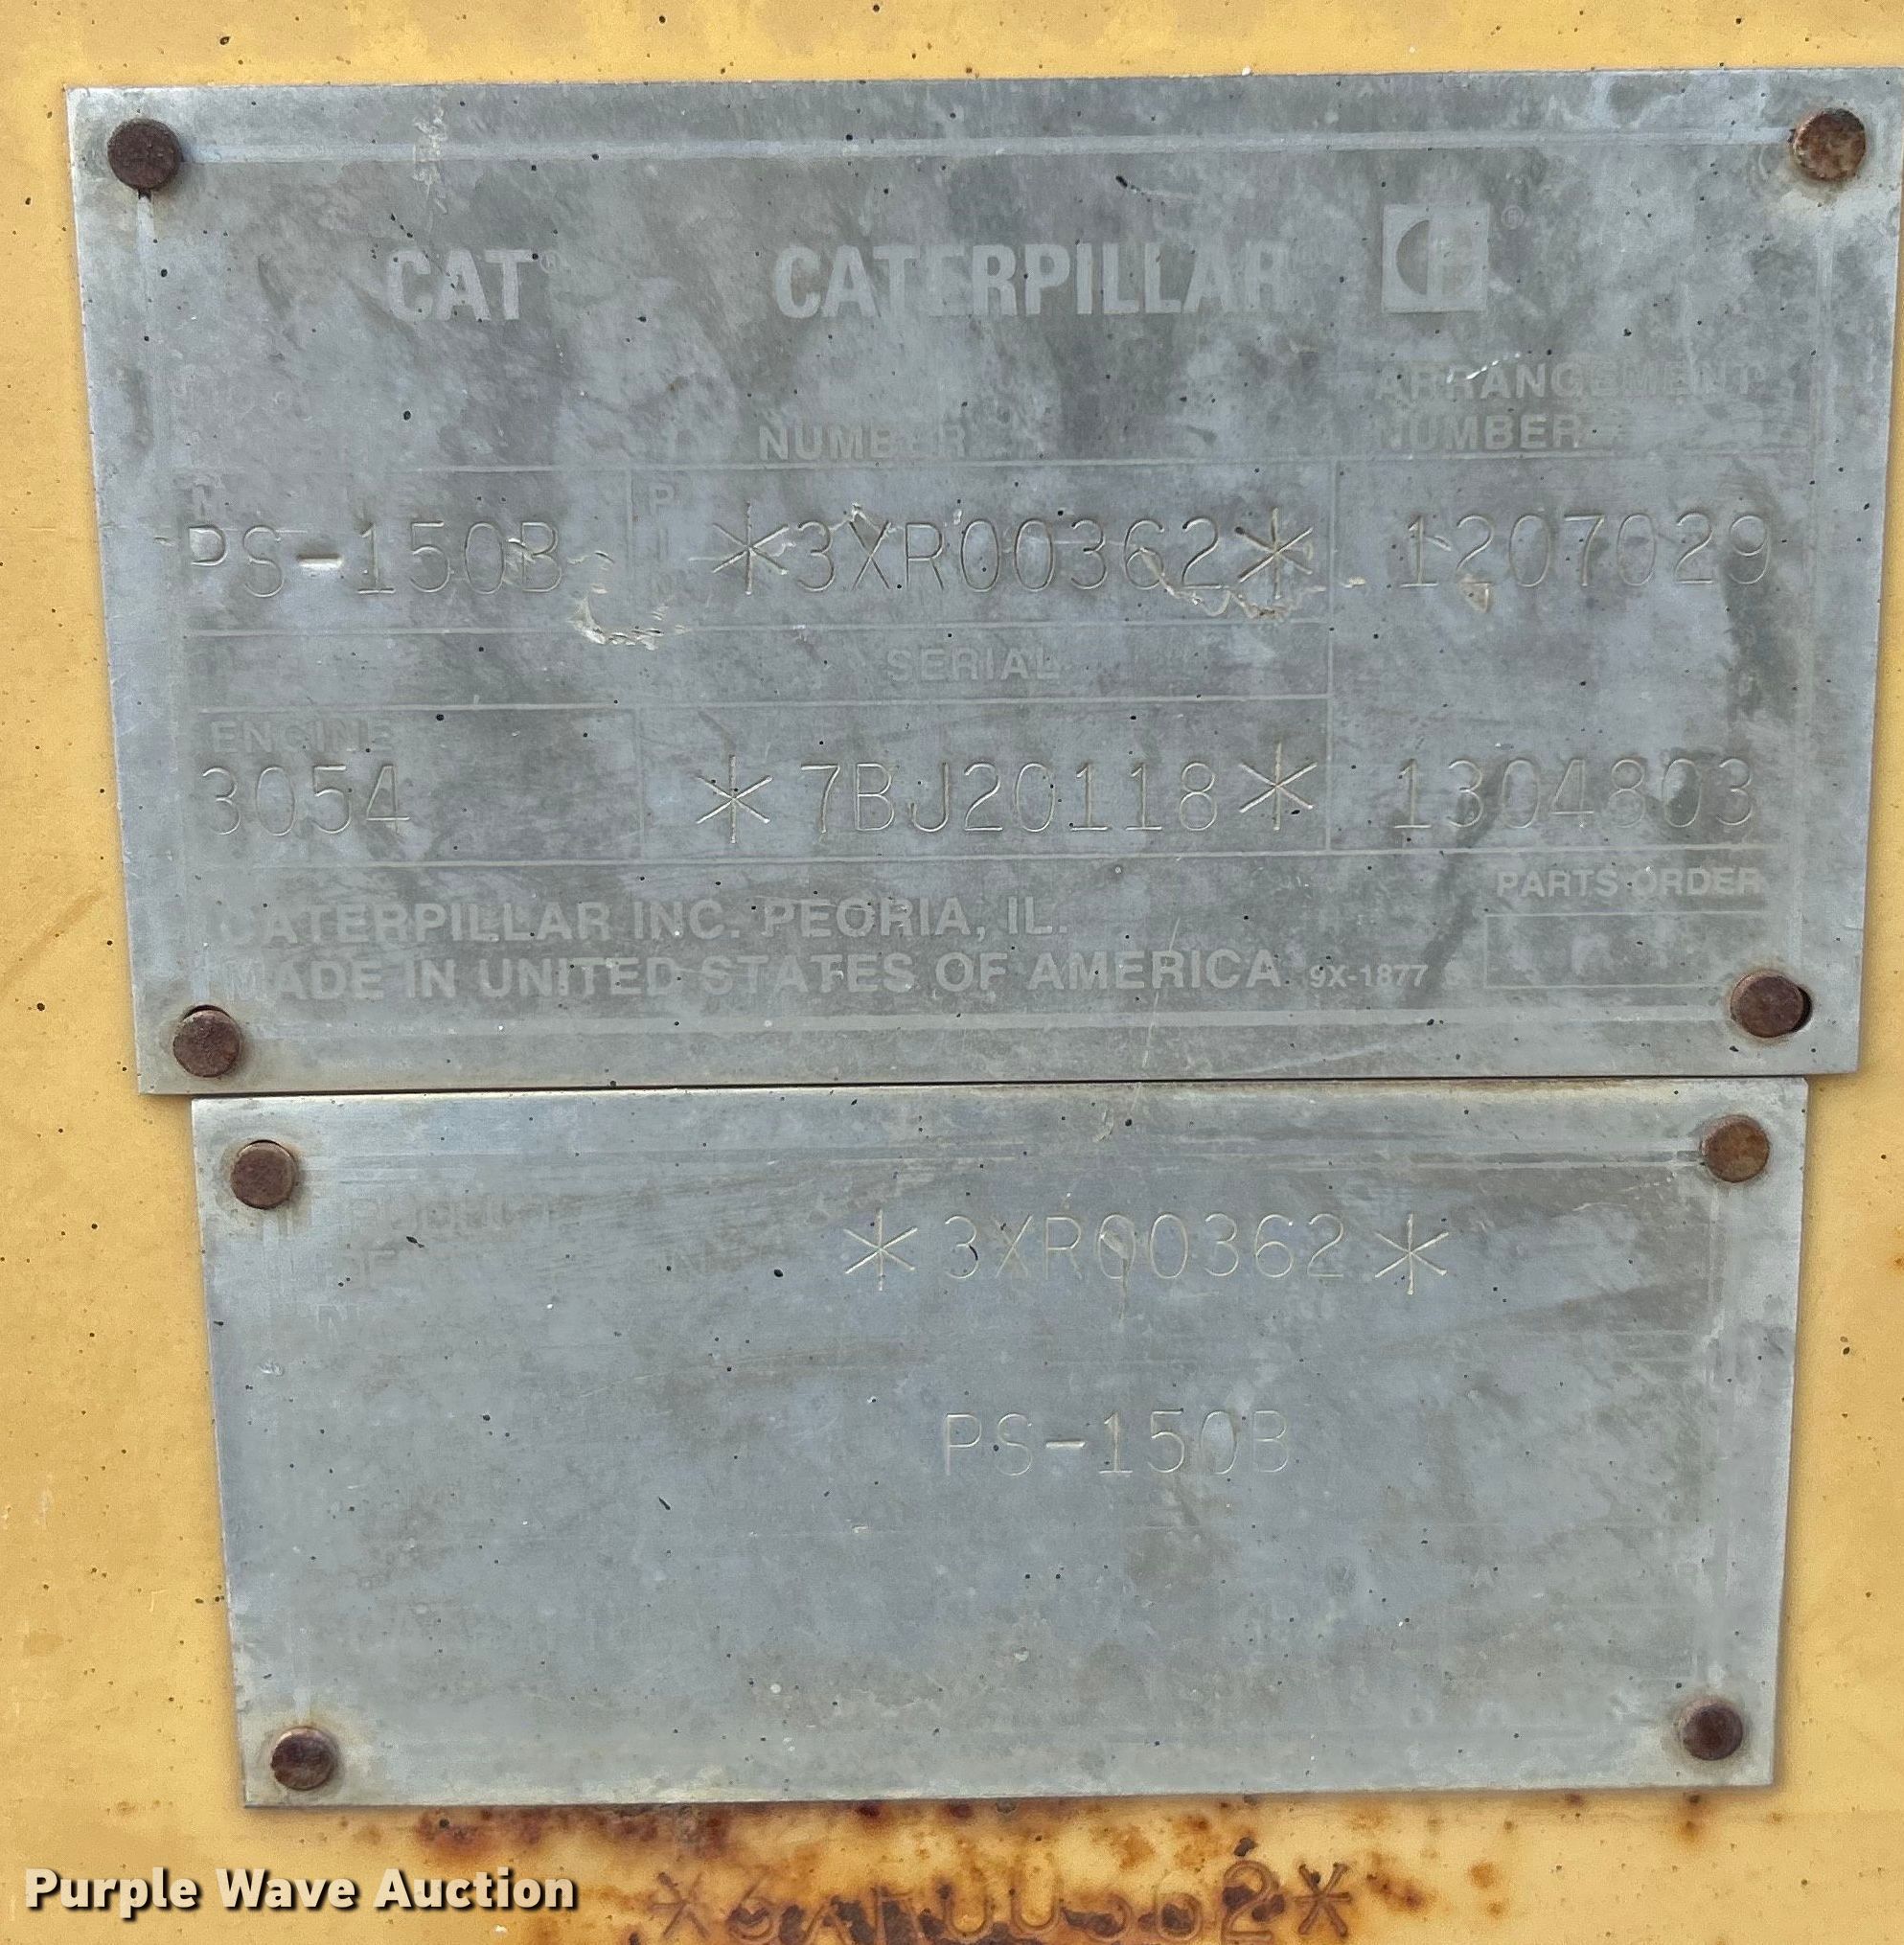 CAT® CATERPILLAR ®
ARRANGEMENT
NUMBER NUMBER
PS-150B P *3XR00362* 1207029
SERIAL
ENGINE
3054 *7BJ20118* 1304803
PARTS ORDER
CATERPILLAR INC. PEORIA, IL.
MADE IN UNITED STATES OF AMERICA 9X-1877
PRODUCT *3XR00362*
PS-150B
Purple Wave Auction